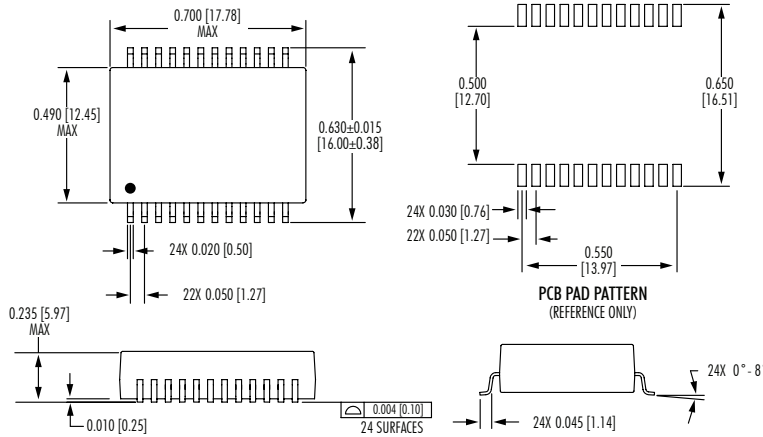 0.700 [17.78]
MAX
0.490 [12.45]
MAX
0.630±0.015
[16.00±0.38]
24X 0.020 [0.50]
22X 0.050 [1.27]
0.500
[12.70]
0.650
[16.51]
24X 0.030 [0.76]
22X 0.050 [1.27]
0.550
[13.97]
PCB PAD PATTERN
(REFERENCE ONLY)
0.235 [5.97]
MAX
0.010 [0.25]
0.004 [0.10]
24 SURFACES
24X 0.045 [1.14]
24X 0°- 8